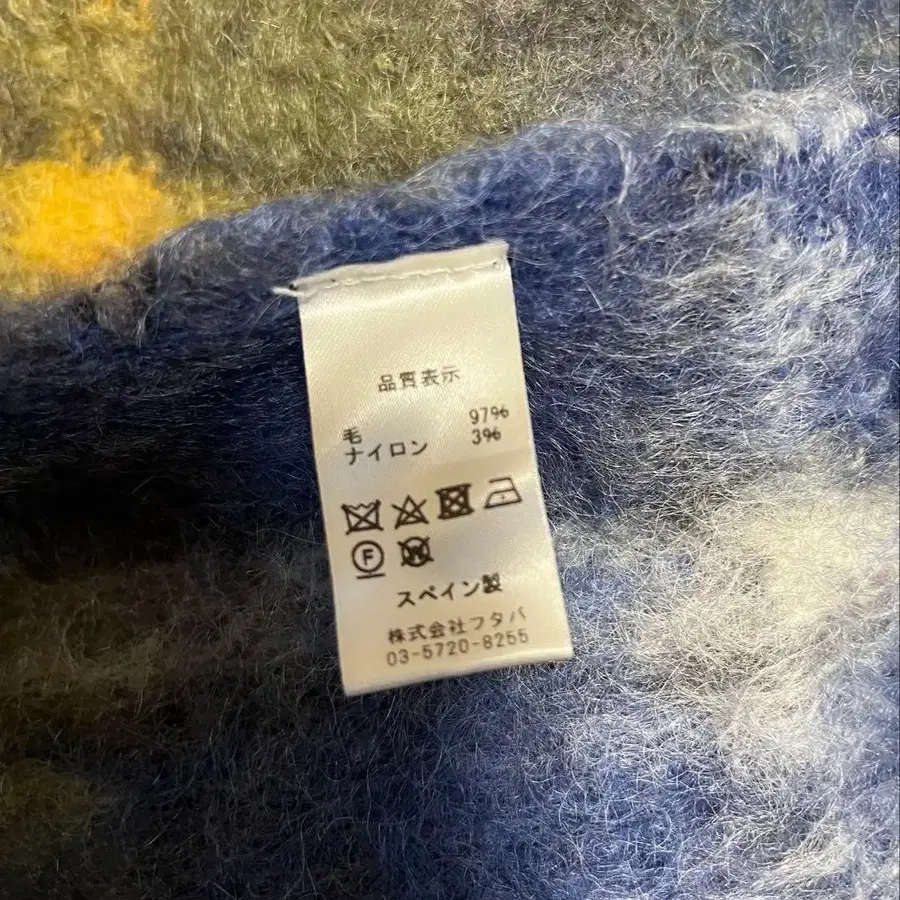 品質表示
毛 97%
ナイロン 3%
F W
スペイン製
株式会社フタバ
03-5720-8255